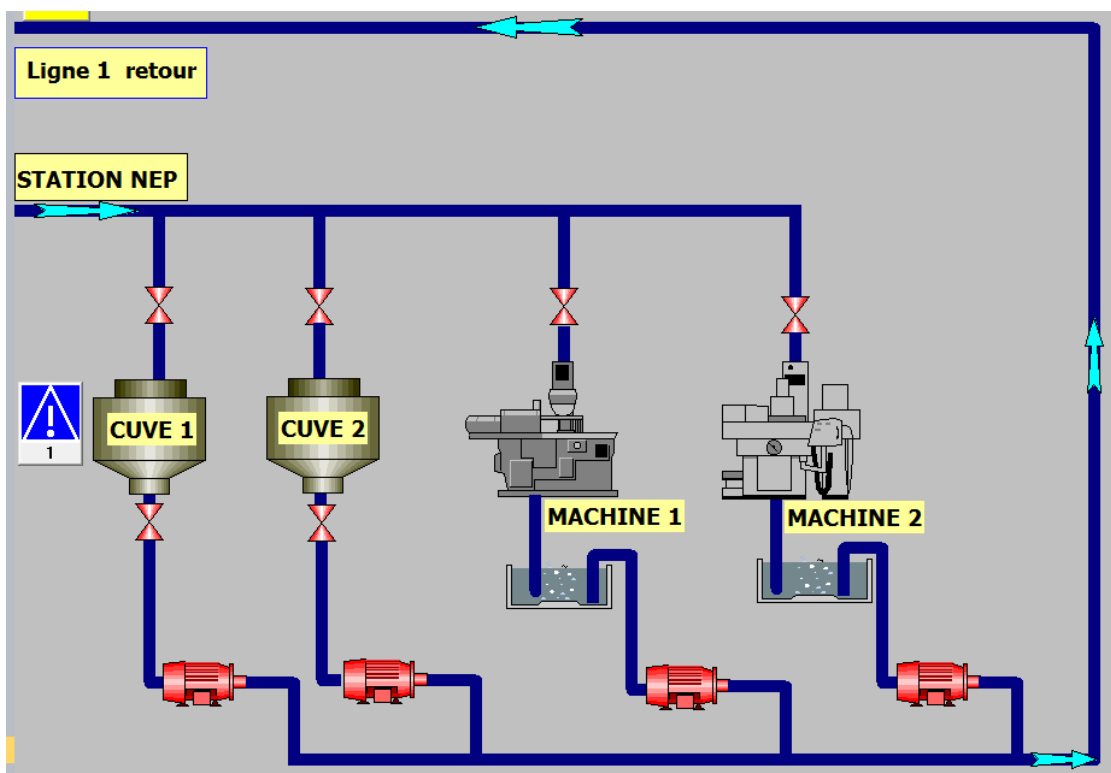 Ligne 1 retour
STATION NEP
CUVE 1
CUVE 2
1
MACHINE 1
MACHINE 2